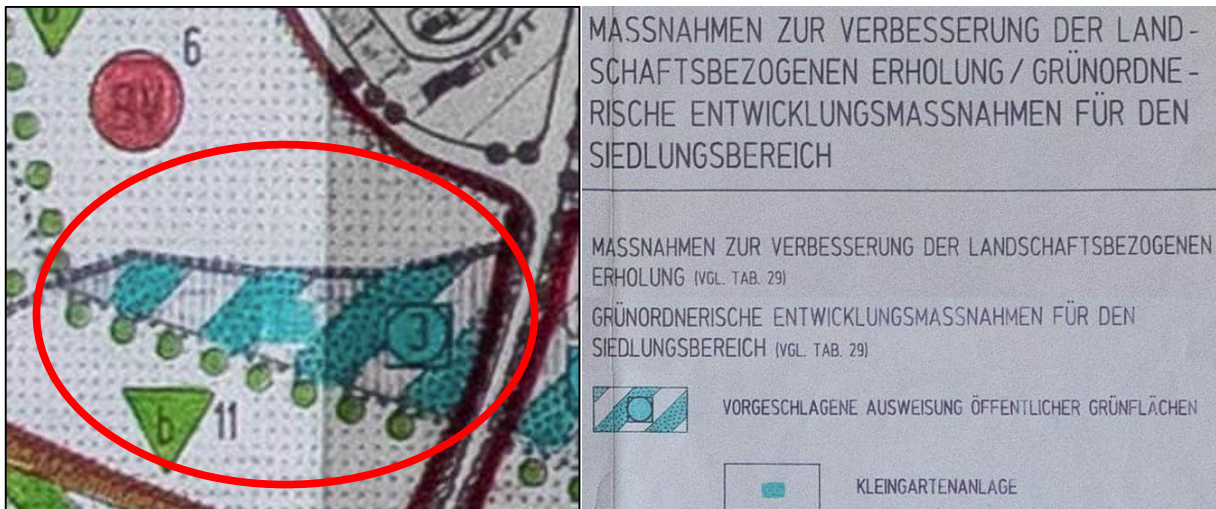 6
3
b 11
MASSNAHMEN ZUR VERBESSERUNG DER LAND-
SCHAFTSBEZOGENEN ERHOLUNG / GRÜNORDNE-
RISCHE ENTWICKLUNGSMASSNAHMEN FÜR DEN
SIEDLUNGSBEREICH
MASSNAHMEN ZUR VERBESSERUNG DER LANDSCHAFTSBEZOGENEN
ERHOLUNG (VGL. TAB. 29)
GRÜNORDNERISCHE ENTWICKLUNGSMASSNAHMEN FÜR DEN
SIEDLUNGSBEREICH (VGL. TAB. 29)
VORGESCHLAGENE AUSWEISUNG ÖFFENTLICHER GRÜNFLÄCHEN
KLEINGARTENANLAGE